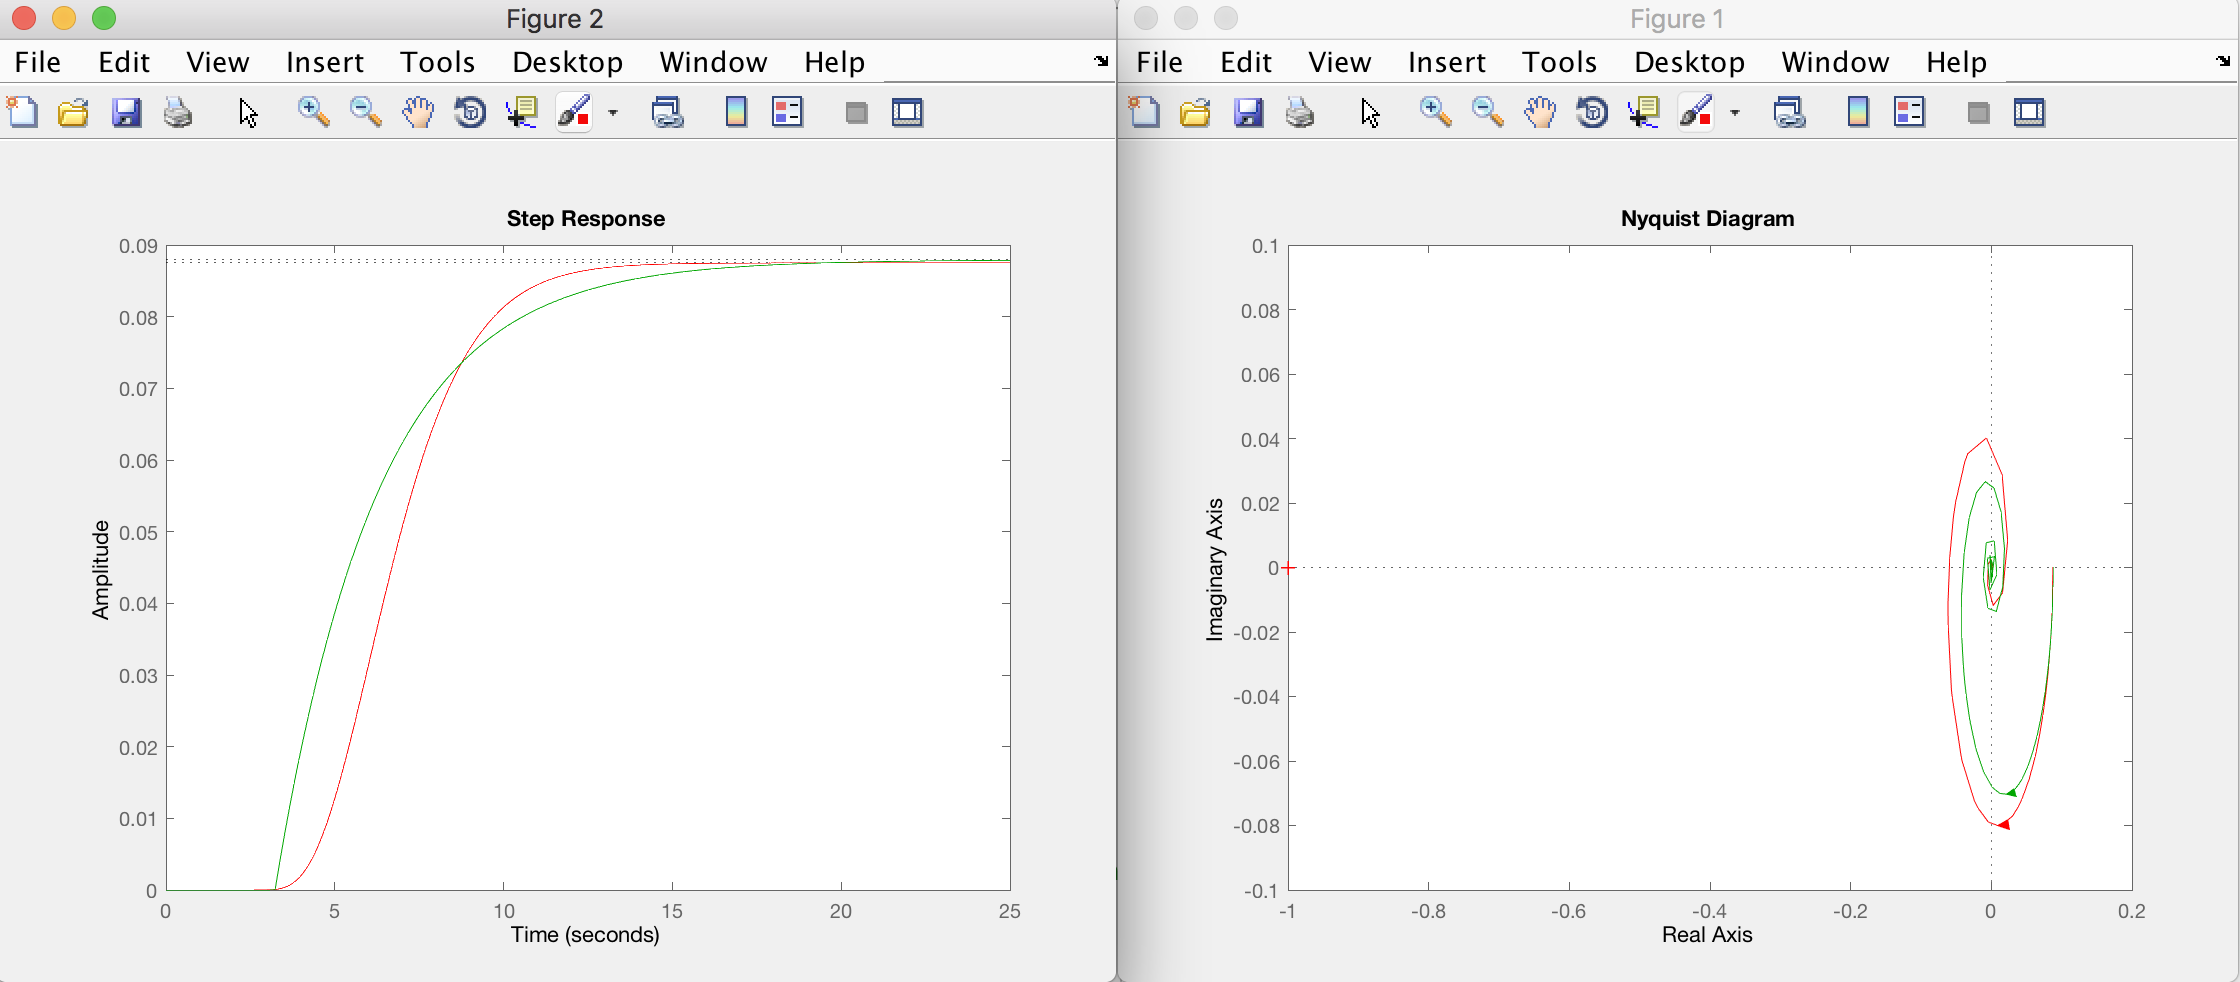 Figure 2
File Edit View Insert Tools Desktop Window Help
Step Response
0.09
0.08
0.07
0.06
0.05
0.04
0.03
0.02
0.01
0
Amplitude
0 5 10 15 20 25
Time (seconds)
Figure 1
File Edit View Insert Tools Desktop Window Help
Nyquist Diagram
0.1
0.08
0.06
0.04
0.02
0
-0.02
-0.04
-0.06
-0.08
-0.1
Imaginary Axis
-1 -0.8 -0.6 -0.4 -0.2 0 0.2
Real Axis